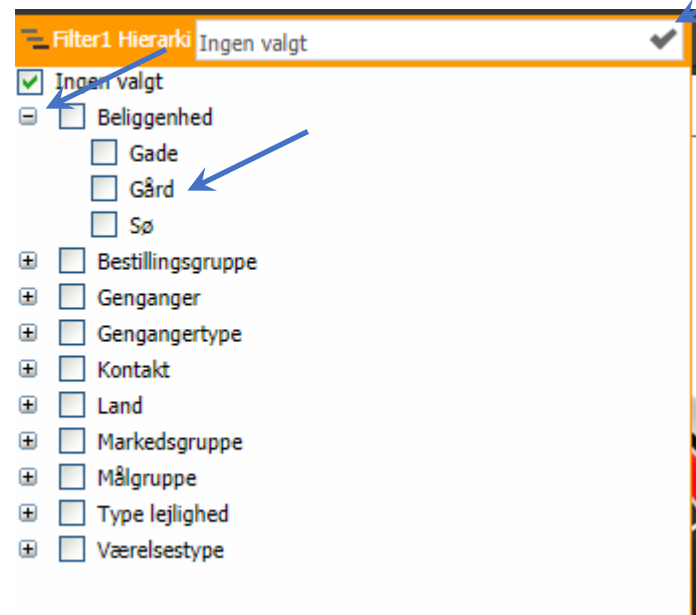 Filter1 Hierarki Ingen valgt
Ingen valgt
Beliggenhed
Gade
Gård
Sø
Bestillingsgruppe
Genganger
Gengangertype
Kontakt
Land
Markedsgruppe
Målgruppe
Type lejlighed
Værelsestype